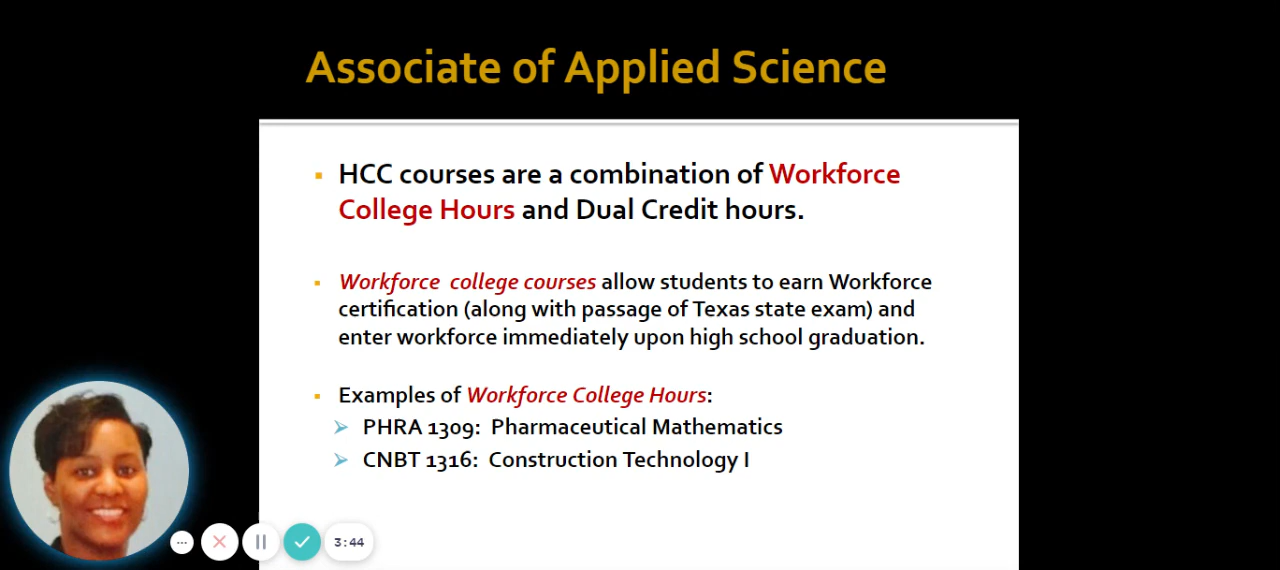 Associate of Applied Science
HCC courses are a combination of Workforce
College Hours and Dual Credit hours.
Workforce college courses allow students to earn Workforce
certification (along with passage of Texas state exam) and
enter workforce immediately upon high school graduation.
Examples of Workforce College Hours:
PHRA 1309: Pharmaceutical Mathematics
CNBT 1316: Construction Technology I
3:44